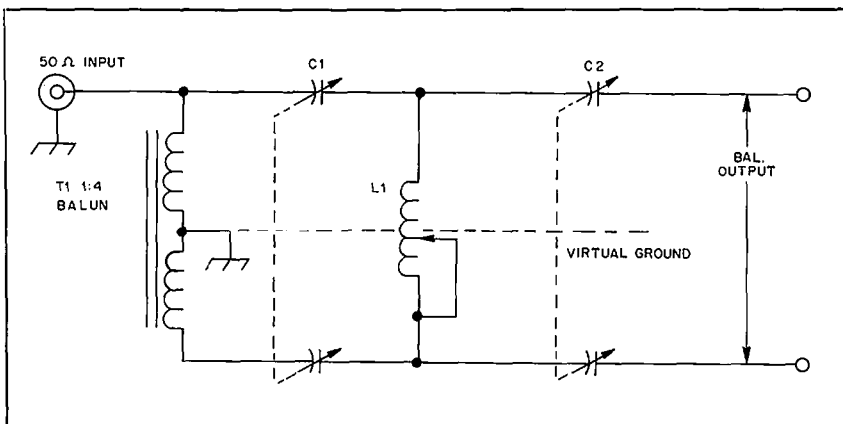 50 Ω INPUT
C1
C2
T1 1:4
BALUN
L1
BAL.
OUTPUT
VIRTUAL GROUND